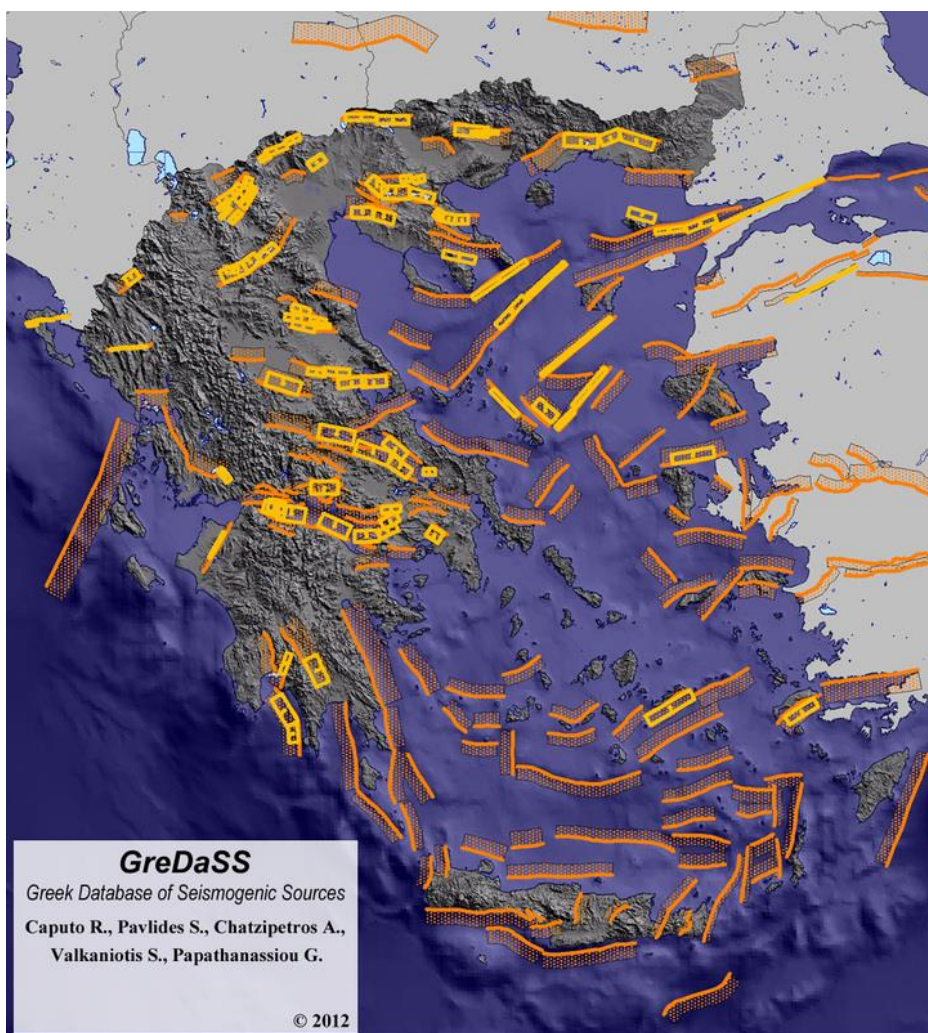 GreDaSS
Greek Database of Seismogenic Sources
Caputo R., Pavlides S., Chatzipetros A.,
Valkaniotis S., Papathanassiou G.
© 2012